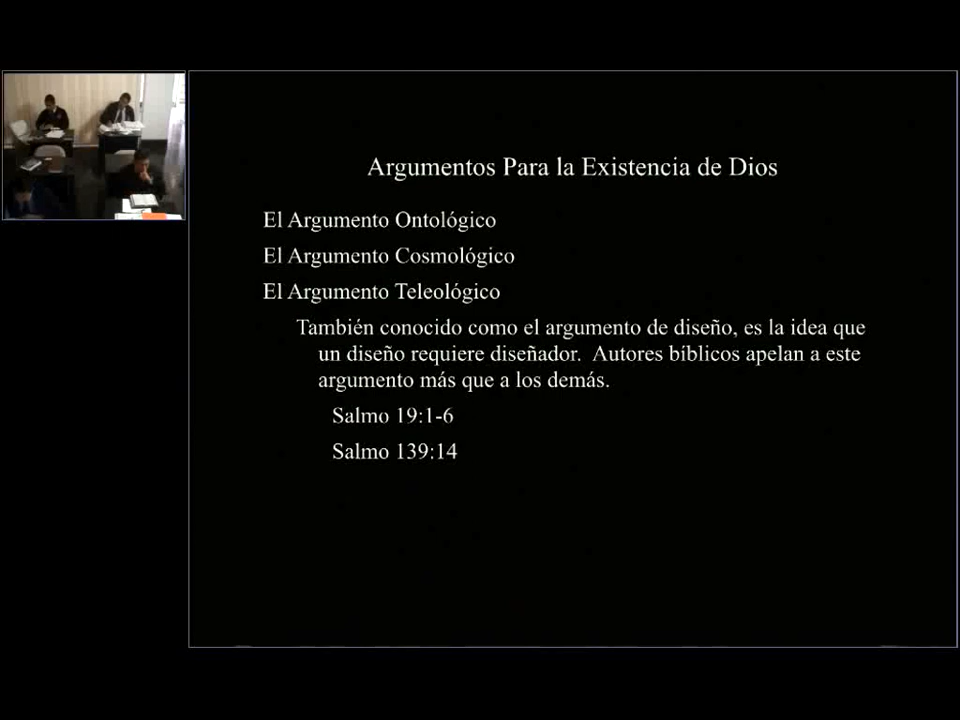 Argumentos Para la Existencia de Dios
El Argumento Ontológico
El Argumento Cosmológico
El Argumento Teleológico
También conocido como el argumento de diseño, es la idea que
un diseño requiere diseñador. Autores bíblicos apelan a este
argumento más que a los demás.
Salmo 19:1-6
Salmo 139:14